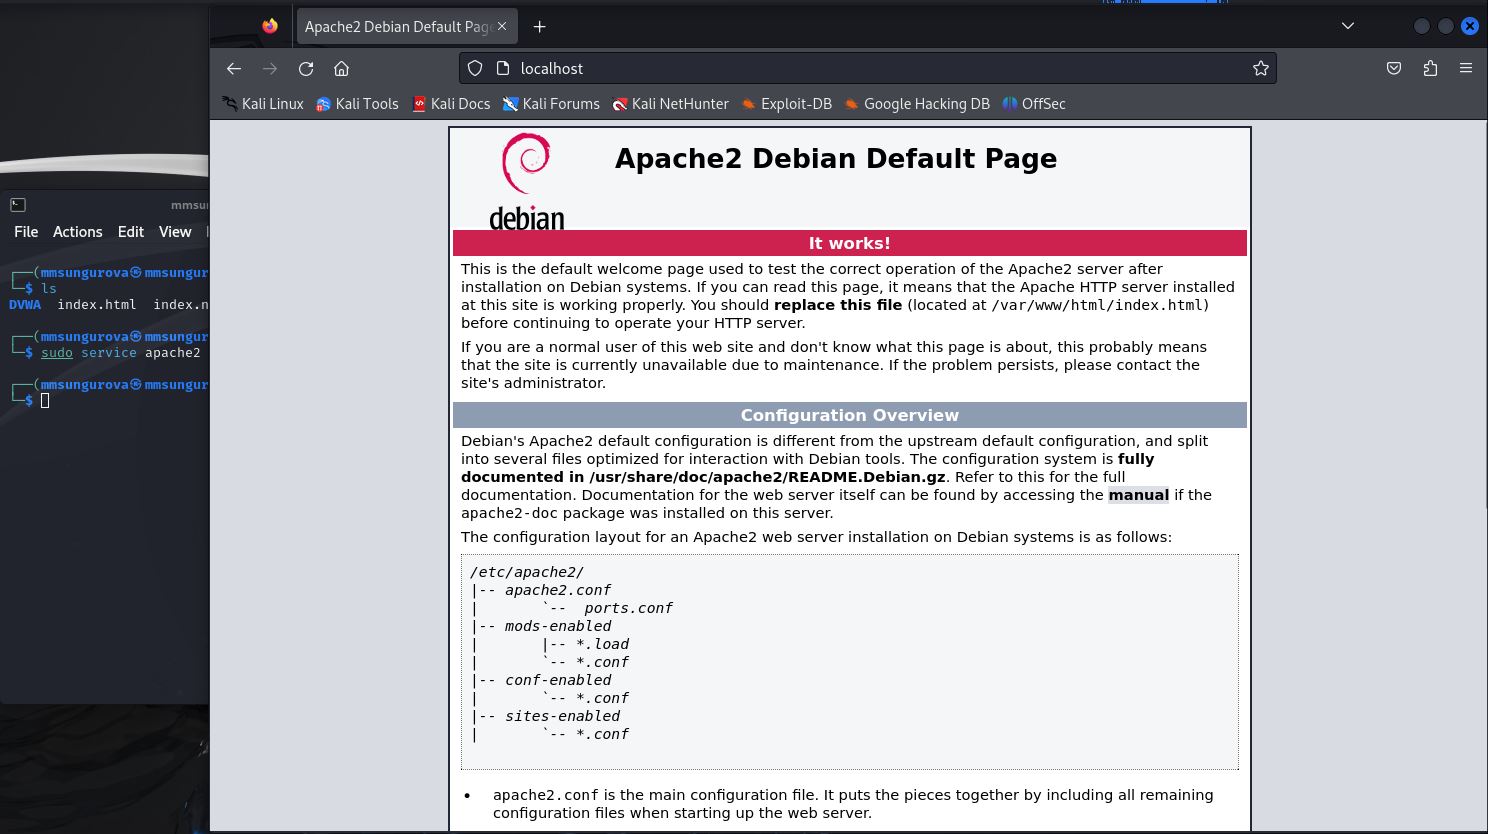 Apache2 Debian Default Page
localhost
Kali Linux Kali Tools Kali Docs Kali Forums Kali NetHunter Exploit-DB Google Hacking DB OffSec
debian
Apache2 Debian Default Page
It works!
This is the default welcome page used to test the correct operation of the Apache2 server after
installation on Debian systems. If you can read this page, it means that the Apache HTTP server installed
at this site is working properly. You should replace this file (located at /var/www/html/index.html)
before continuing to operate your HTTP server.
If you are a normal user of this web site and don't know what this page is about, this probably means
that the site is currently unavailable due to maintenance. If the problem persists, please contact the
site's administrator.
Configuration Overview
Debian's Apache2 default configuration is different from the upstream default configuration, and split
into several files optimized for interaction with Debian tools. The configuration system is fully
documented in /usr/share/doc/apache2/README.Debian.gz. Refer to this for the full
documentation. Documentation for the web server itself can be found by accessing the manual if the
apache2-doc package was installed on this server.
The configuration layout for an Apache2 web server installation on Debian systems is as follows:
/etc/apache2/
|-- apache2.conf
|       `--  ports.conf
|-- mods-enabled
|       |-- *.load
|       `-- *.conf
|-- conf-enabled
|       `-- *.conf
|-- sites-enabled
|       `-- *.conf
• apache2.conf is the main configuration file. It puts the pieces together by including all remaining
configuration files when starting up the web server.
mmsu
File Actions Edit View
(mmsungurova㉿mmsungur
$ ls
DVWA index.html index.n
(mmsungurova㉿mmsungur
$ sudo service apache2
(mmsungurova㉿mmsungur
$